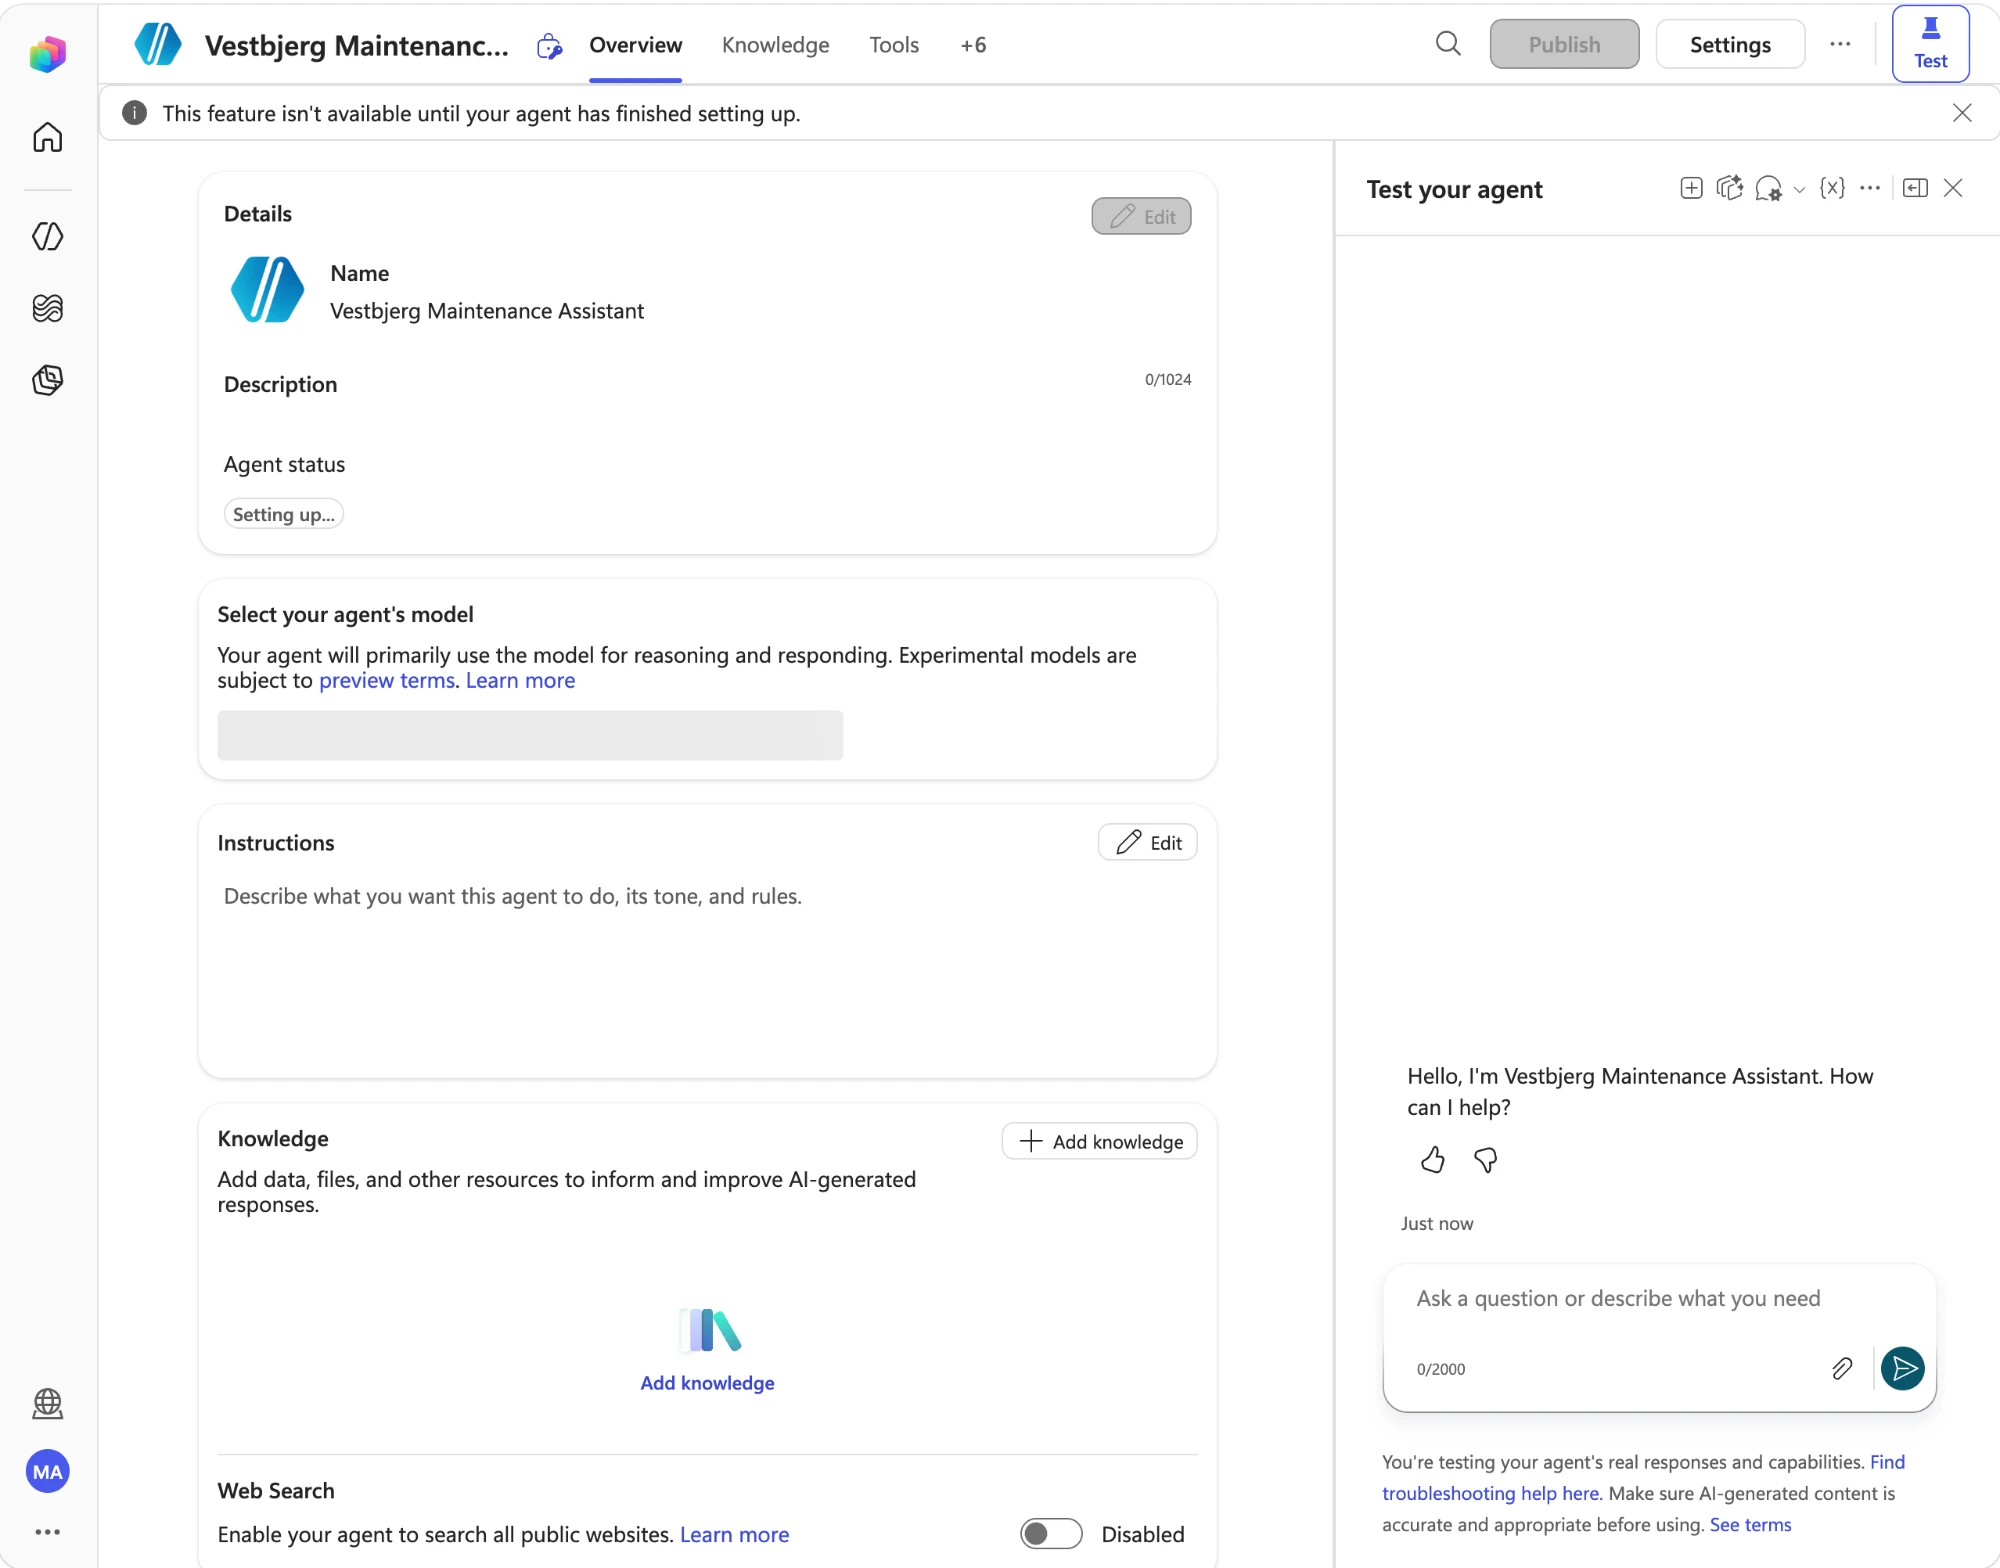 Vestbjerg Maintenanc...
Overview
Knowledge
Tools
+6
Publish
Settings
Test
This feature isn't available until your agent has finished setting up.
Details
Edit
Name
Vestbjerg Maintenance Assistant
Description
0/1024
Agent status
Setting up...
Select your agent's model
Your agent will primarily use the model for reasoning and responding. Experimental models are
subject to preview terms. Learn more
Instructions
Edit
Describe what you want this agent to do, its tone, and rules.
Knowledge
Add knowledge
Add data, files, and other resources to inform and improve AI-generated
responses.
Add knowledge
Web Search
Enable your agent to search all public websites. Learn more
Disabled
MA
Test your agent
Hello, I'm Vestbjerg Maintenance Assistant. How
can I help?
Just now
Ask a question or describe what you need
0/2000
You're testing your agent's real responses and capabilities. Find
troubleshooting help here. Make sure AI-generated content is
accurate and appropriate before using. See terms